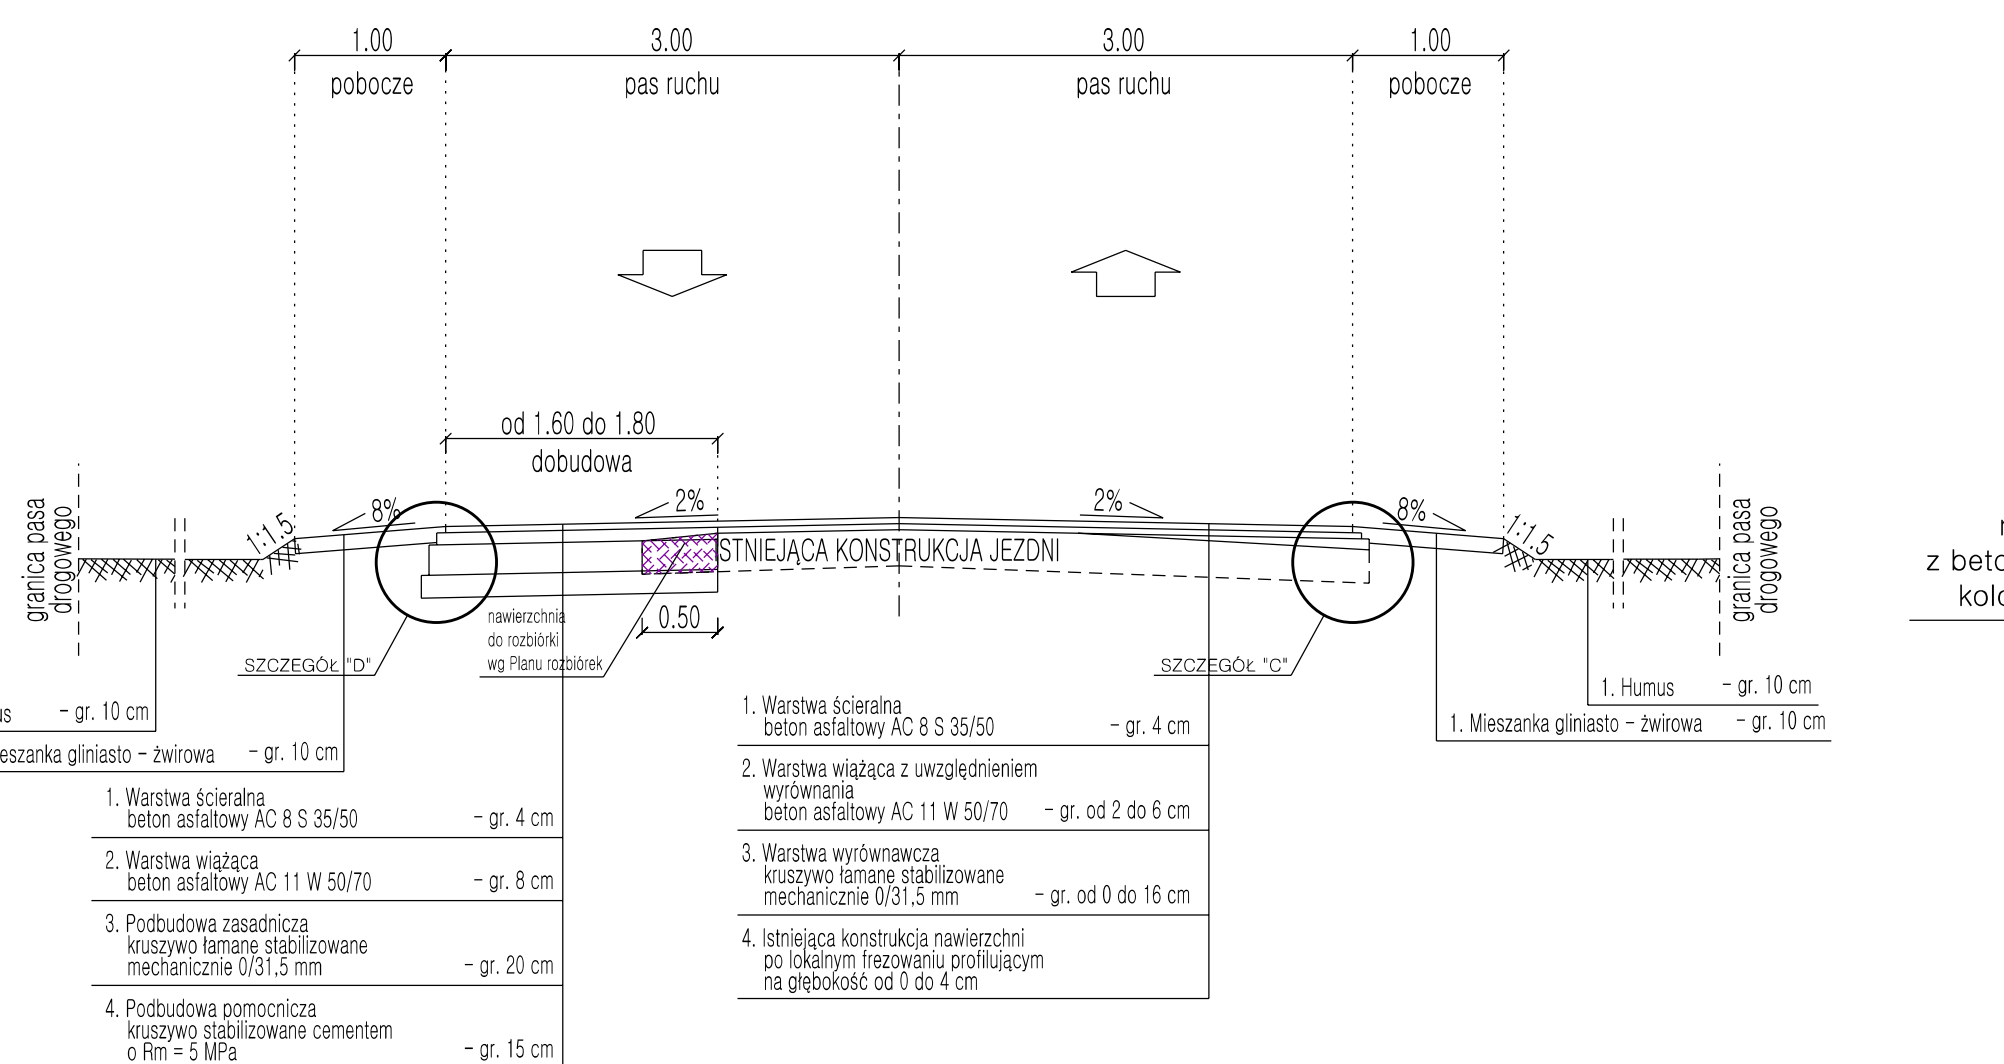 1.00
3.00
3.00
1.00
pobocze
pas ruchu
pas ruchu
pobocze
od 1.60 do 1.80
dobudowa
granica pasa
drogowego
1:1.5
8%
2%
2%
8%
1:1.5
granica pasa
drogowego
ISTNIEJĄCA KONSTRUKCJA JEZDNI
z beto
kolo
nawierzchnia
do rozbiórki
wg Planu rozbiórek
0.50
SZCZEGÓŁ "D"
SZCZEGÓŁ "C"
- gr. 10 cm
eszanka gliniasto - żwirowa - gr. 10 cm
1. Humus - gr. 10 cm
1. Mieszanka gliniasto - żwirowa - gr. 10 cm
1. Warstwa ścieralna
beton asfaltowy AC 8 S 35/50 - gr. 4 cm
2. Warstwa wiążąca
beton asfaltowy AC 11 W 50/70 - gr. 8 cm
3. Podbudowa zasadnicza
kruszywo łamane stabilizowane
mechanicznie 0/31,5 mm - gr. 20 cm
4. Podbudowa pomocnicza
kruszywo stabilizowane cementem
o Rm = 5 MPa - gr. 15 cm
1. Warstwa ścieralna
beton asfaltowy AC 8 S 35/50 - gr. 4 cm
2. Warstwa wiążąca z uwzględnieniem
wyrównania
beton asfaltowy AC 11 W 50/70 - gr. od 2 do 6 cm
3. Warstwa wyrównawcza
kruszywo łamane stabilizowane
mechanicznie 0/31,5 mm - gr. od 0 do 16 cm
4. Istniejąca konstrukcja nawierzchni
po lokalnym frezowaniu profilującym
na głębokość od 0 do 4 cm